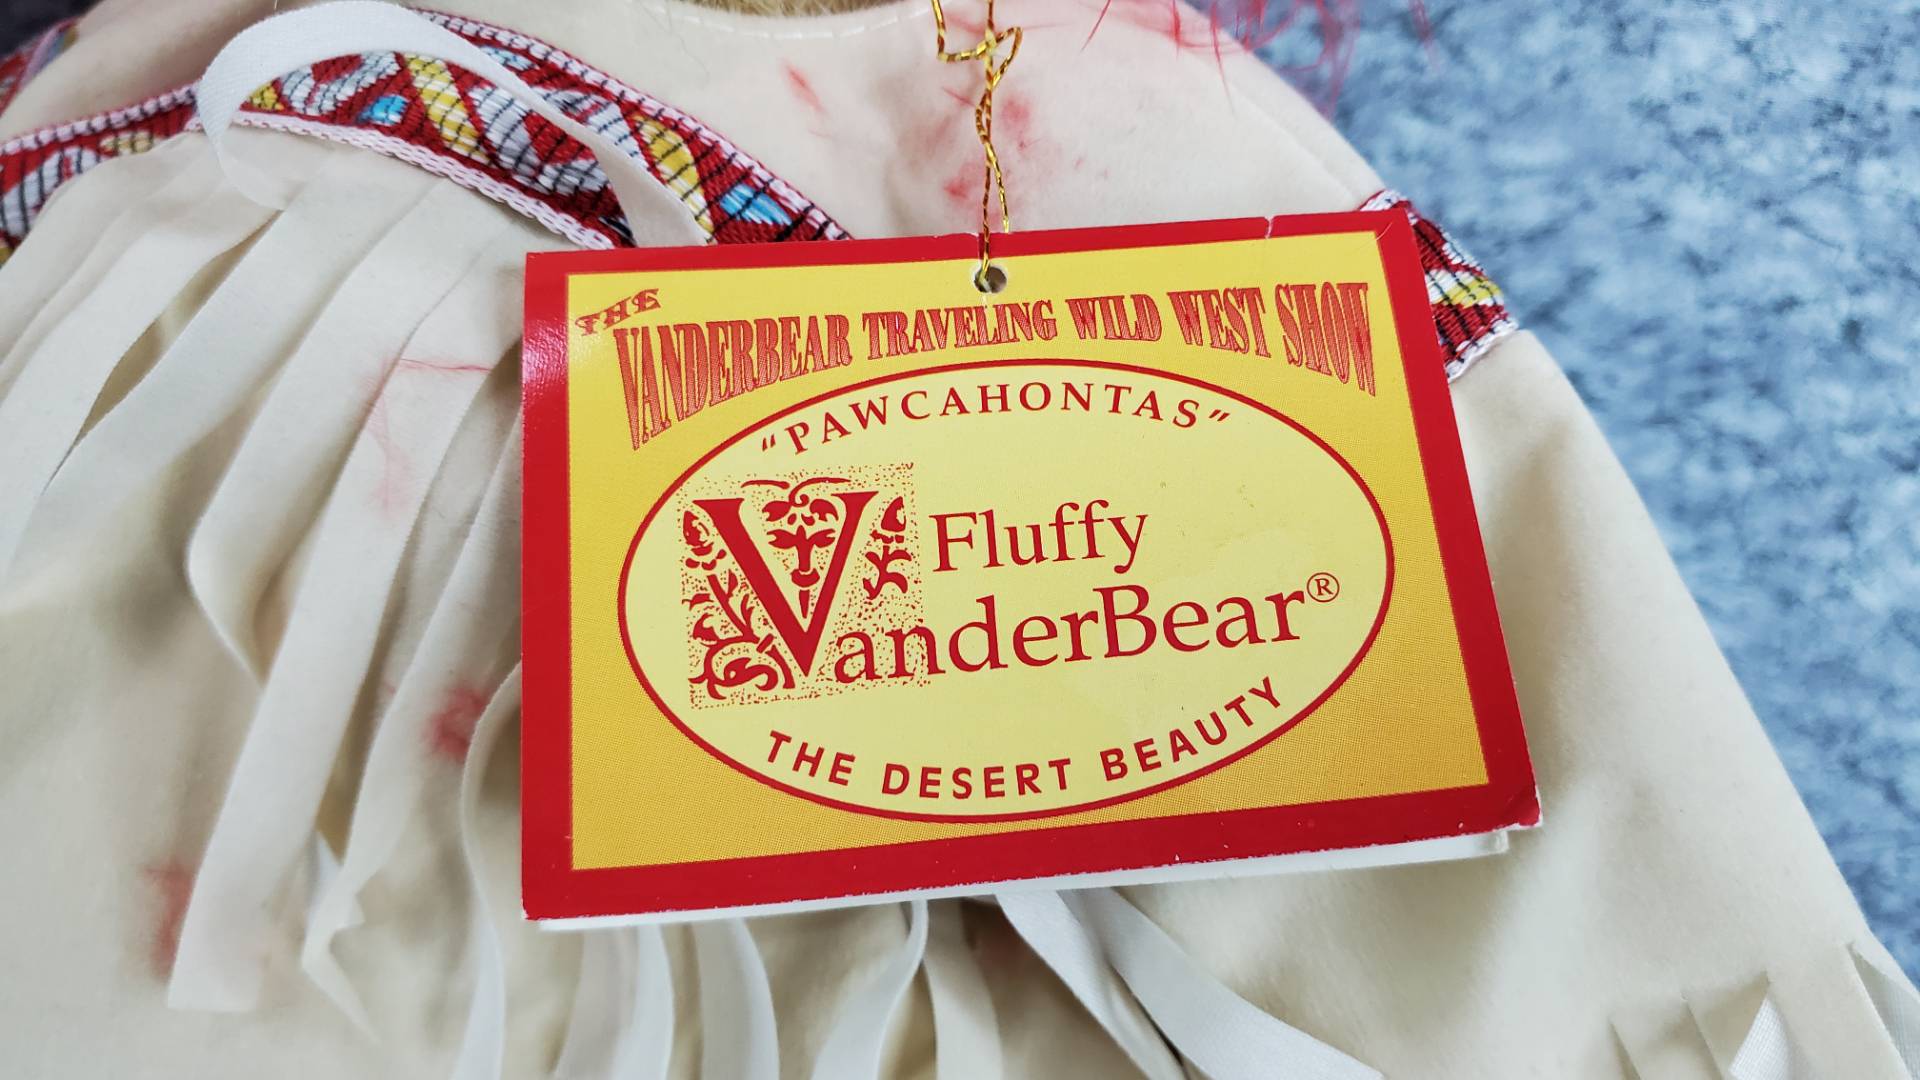 THE
VANDERBEAR TRAVELING WILD WEST SHOW
"PAWCAHONTAS"
Fluffy
VanderBear®
THE DESERT BEAUTY